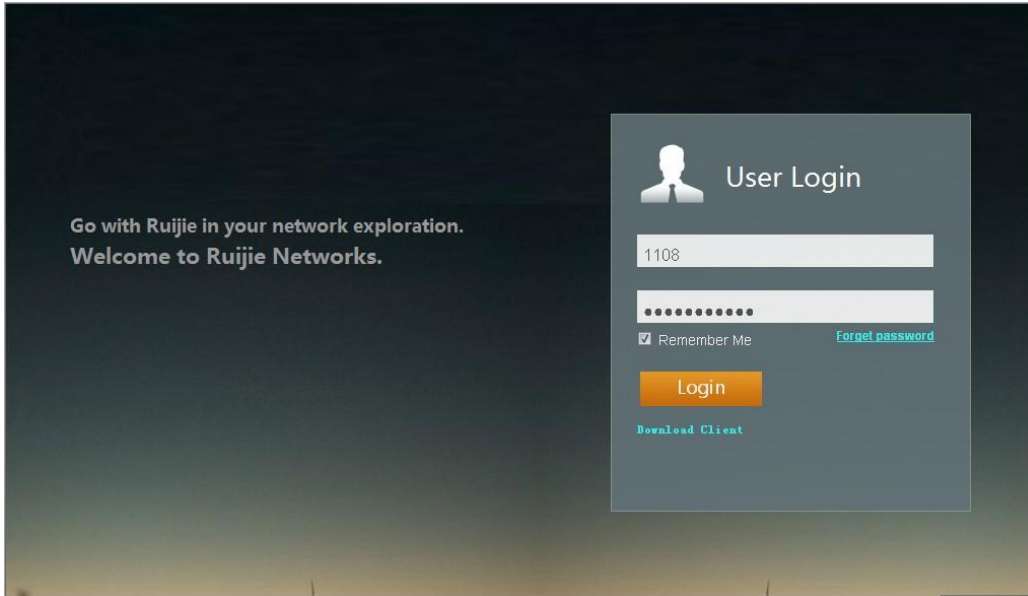 Go with Ruijie in your network exploration.
Welcome to Ruijie Networks.
User Login
1108
●●●●●●●●●●●
Remember Me
Forget password
Login
Download Client